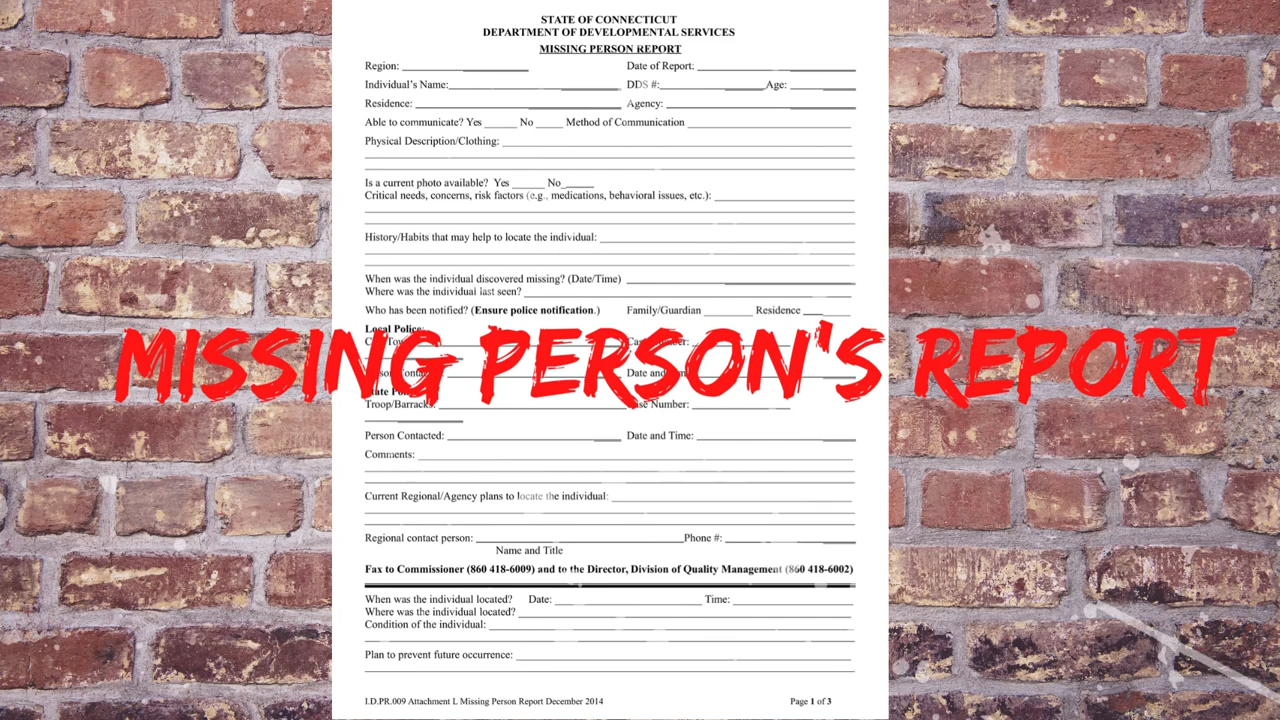 STATE OF CONNECTICUT
DEPARTMENT OF DEVELOPMENTAL SERVICES
MISSING PERSON REPORT
Region: Date of Report:
Individual's Name: DDS #: Age:
Residence: Agency:
Able to communicate? Yes No Method of Communication
Physical Description/Clothing:
Is a current photo available? Yes No
Critical needs, concerns, risk factors (e.g., medications, behavioral issues, etc.):
History/Habits that may help to locate the individual:
When was the individual discovered missing? (Date/Time)
Where was the individual last seen?
Who has been notified? (Ensure police notification.) Family/Guardian Residence
Local Police:
MISSING PERSON'S REPORT
Date and
Troop/Barracks: Number:
Person Contacted: Date and Time:
Comments:
Current Regional/Agency plans to locate the individual:
Regional contact person: Phone #:
Name and Title
Fax to Commissioner (860 418-6009) and to the Director, Division of Quality Management (860 418-6002)
When was the individual located? Date: Time:
Where was the individual located?
Condition of the individual:
Plan to prevent future occurrence:
I.D.PR.009 Attachment L Missing Person Report December 2014 Page 1 of 3